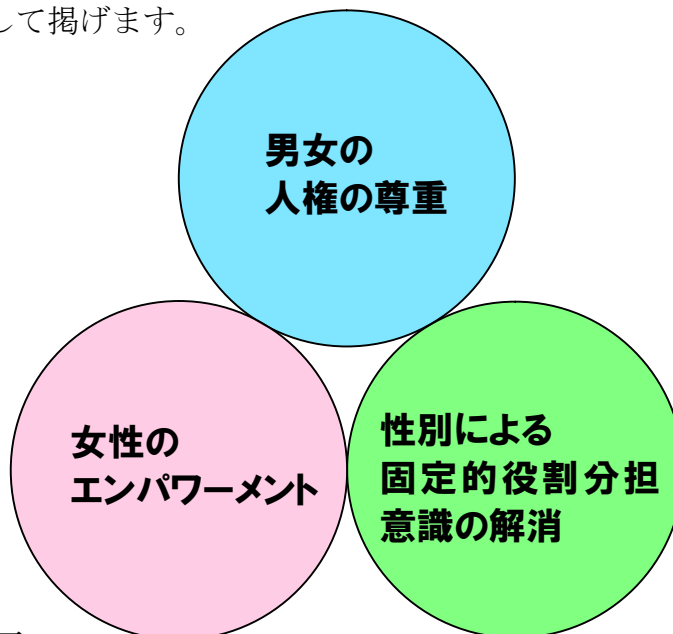 して掲げます。
男女の
人権の尊重
女性の
エンパワーメント
性別による
固定的役割分担
意識の解消